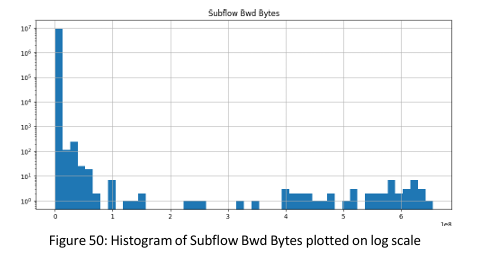 Subflow Bwd Bytes
10⁷
10⁶
10⁵
10⁴
10³
10²
10¹
10⁰
0 1 2 3 4 5 6
1e8
Figure 50: Histogram of Subflow Bwd Bytes plotted on log scale